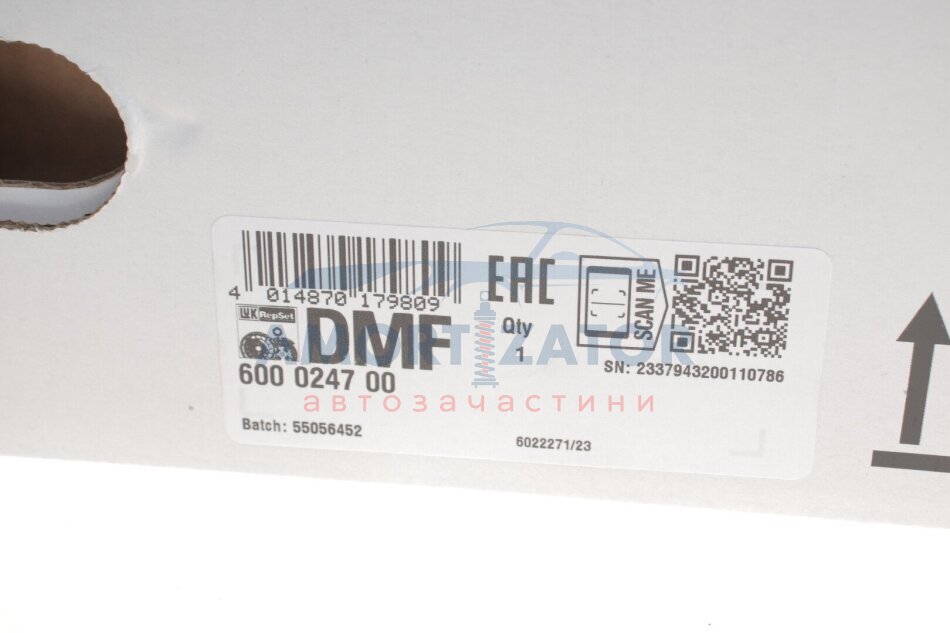 4 014870 179809
EAC
SCAN ME
LuK RepSet
DMF
Qty
1
SN: 2337943200110786
600 0247 00
AMORTIZATOR
автозачастини
Batch: 55056452
6022271/23